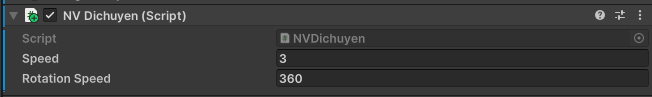 NV Dichuyen (Script)
Script NVDichuyen
Speed 3
Rotation Speed 360